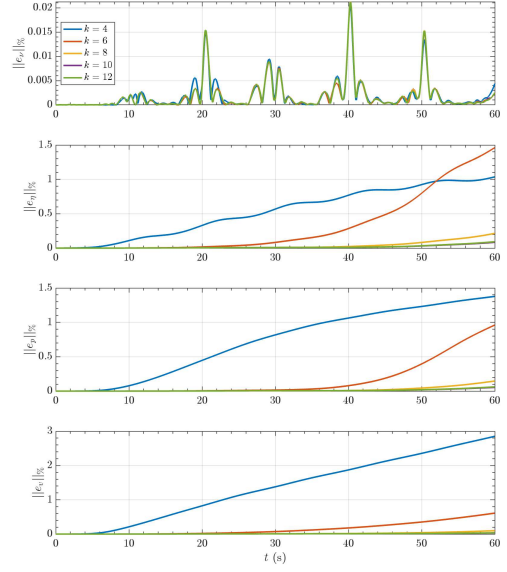 0.02
0.015
0.01
0.005
0
||e_ν||%
k = 4
k = 6
k = 8
k = 10
k = 12
0 10 20 30 40 50 60
1.5
1
0.5
0
||e_η||%
0 10 20 30 40 50 60
1.5
1
0.5
0
||e_p||%
0 10 20 30 40 50 60
3
2
1
0
||e_v||%
0 10 20 30 40 50 60
t (s)